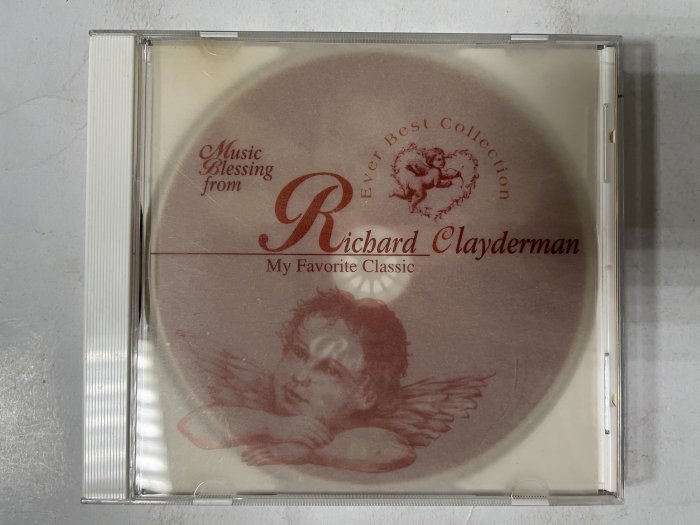 Music
Blessing
from
Ever Best Collection
Richard Clayderman
My Favorite Classic